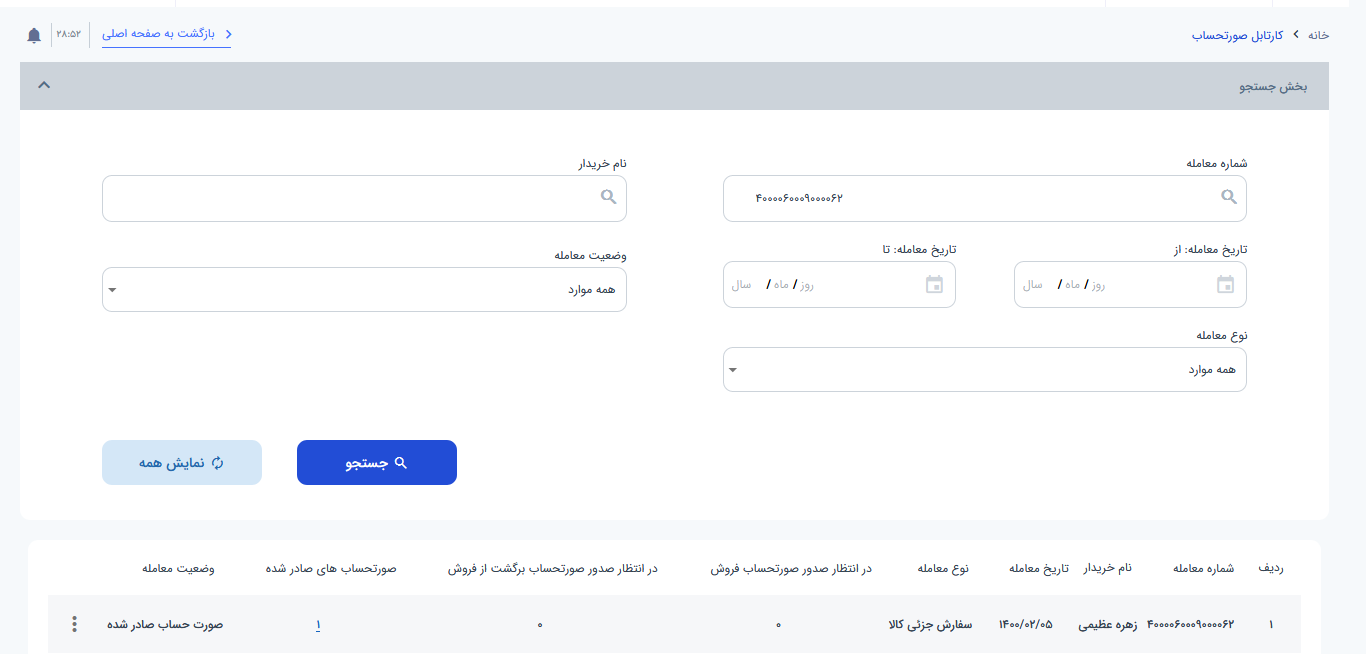 خانه > کارتابل صورتحساب
بازگشت به صفحه اصلی
۲۸:۵۲
بخش جستجو
شماره معامله
نام خریدار
۴۰۰۰۰۶۰۰۰۹۰۰۰۰۶۲
تاریخ معامله: از
تاریخ معامله: تا
وضعیت معامله
روز / ماه / سال
روز / ماه / سال
همه موارد
نوع معامله
همه موارد
جستجو
نمایش همه
ردیف شماره معامله نام خریدار تاریخ معامله نوع معامله در انتظار صدور صورتحساب فروش در انتظار صدور صورتحساب برگشت از فروش صورتحساب های صادر شده وضعیت معامله
۱ ۴۰۰۰۰۶۰۰۰۹۰۰۰۰۶۲ زهره عظیمی ۱۴۰۰/۰۲/۰۵ سفارش جزئی کالا ۰ ۰ ۱ صورت حساب صادر شده